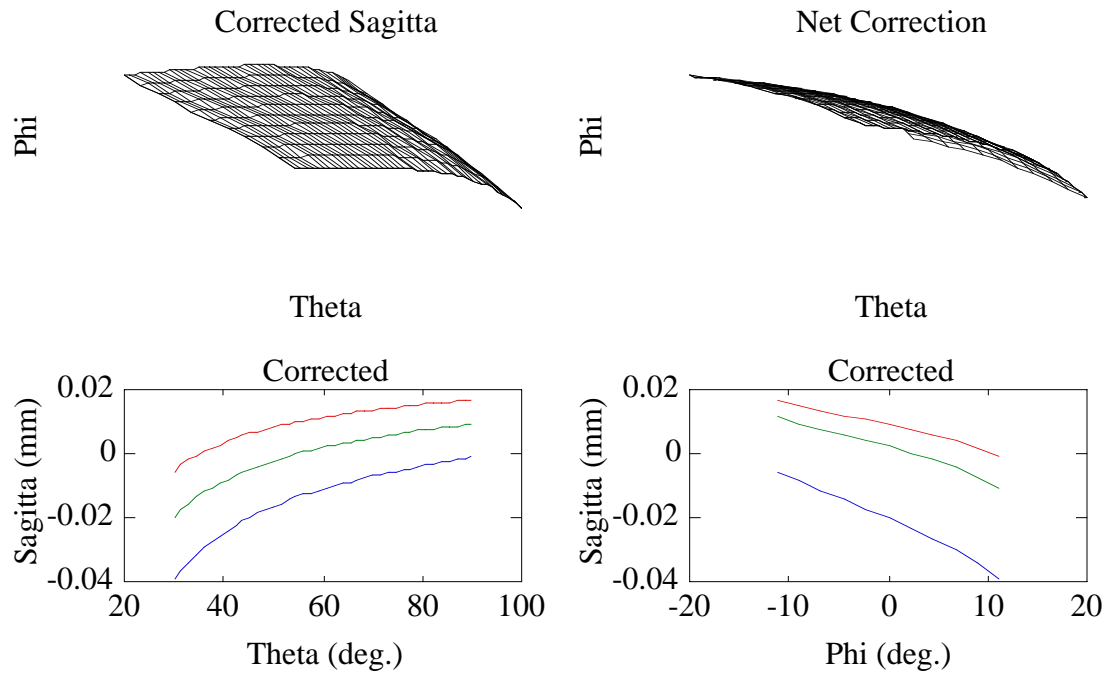 Corrected Sagitta
Net Correction
Phi
Phi
Theta
Theta
Corrected
0.02
0
-0.02
-0.04
Sagitta (mm)
20
40
60
80
100
Theta (deg.)
Corrected
0.02
0
-0.02
-0.04
Sagitta (mm)
-20
-10
0
10
20
Phi (deg.)